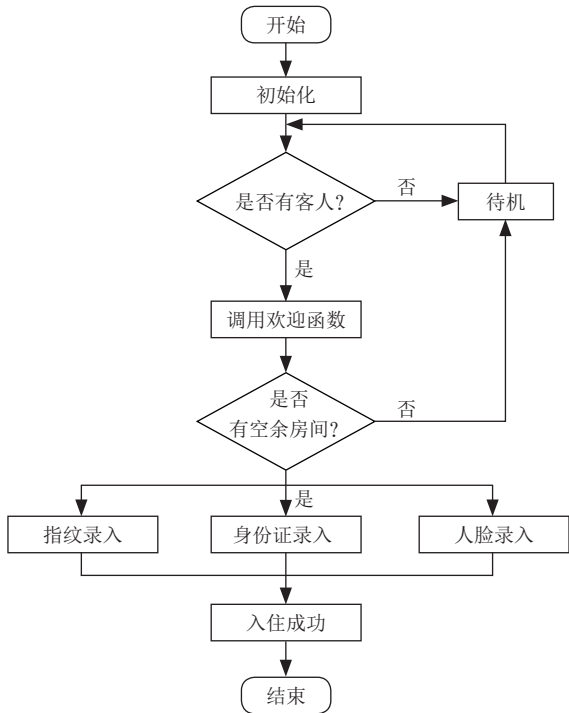 开始
初始化
是否有客人?
否
待机
是
调用欢迎函数
是否
有空余房间?
否
是
指纹录入
身份证录入
人脸录入
入住成功
结束